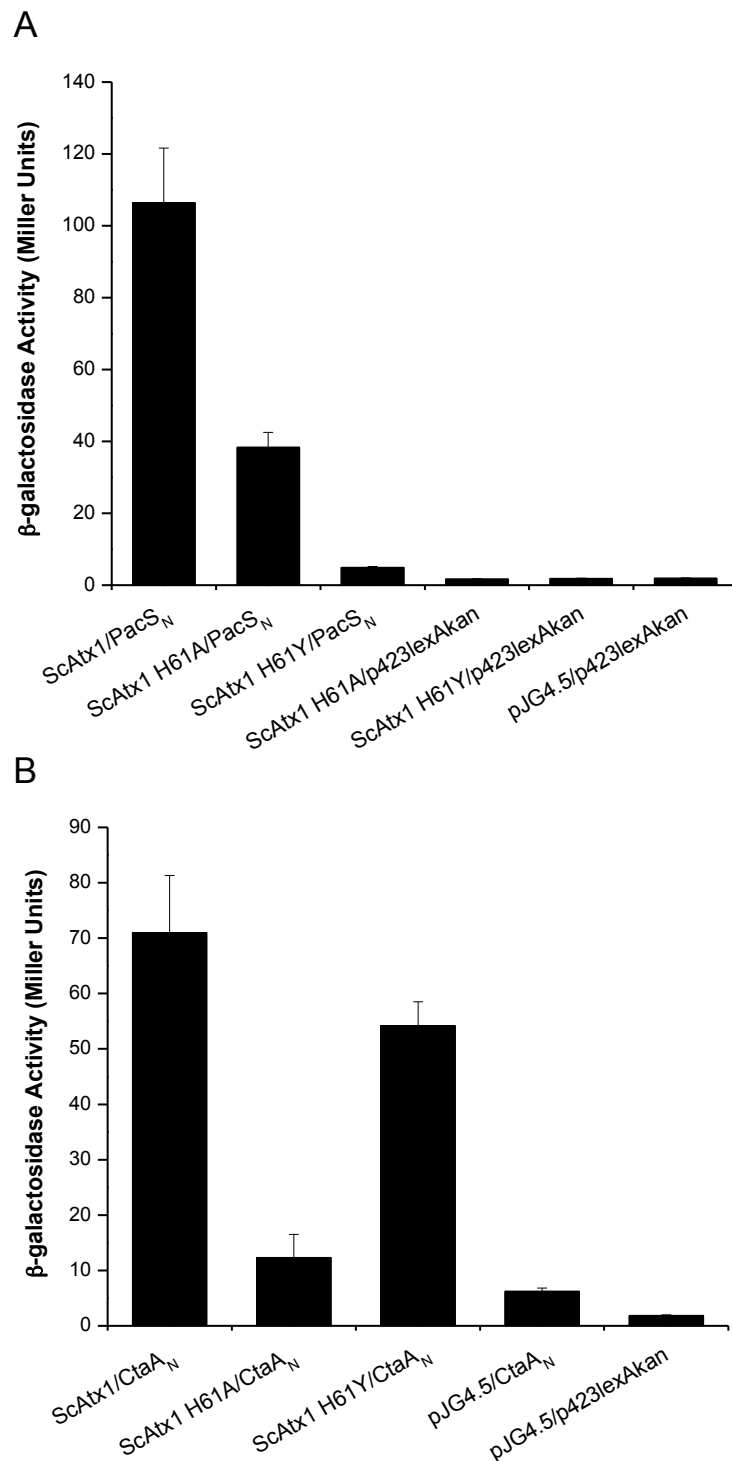 A
β-galactosidase Activity (Miller Units)
140
120
100
80
60
40
20
0
ScAtx1/PacS_N
ScAtx1 H61A/PacS_N
ScAtx1 H61Y/PacS_N
ScAtx1 H61A/p423lexAkan
ScAtx1 H61Y/p423lexAkan
pJG4.5/p423lexAkan
B
β-galactosidase Activity (Miller Units)
90
80
70
60
50
40
30
20
10
0
ScAtx1/CtaA_N
ScAtx1 H61A/CtaA_N
ScAtx1 H61Y/CtaA_N
pJG4.5/CtaA_N
pJG4.5/p423lexAkan